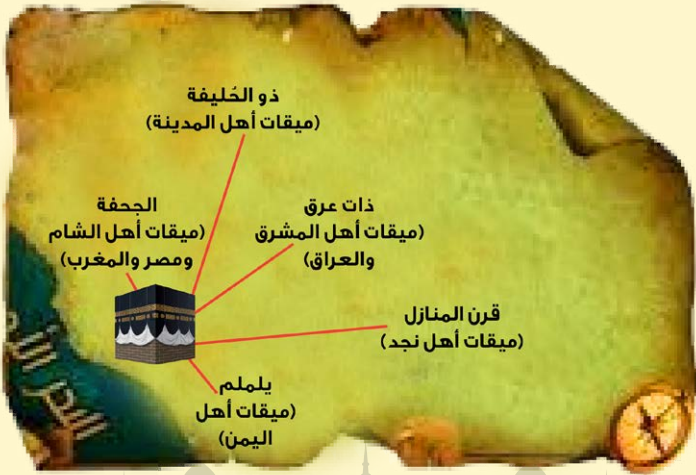 ذو الحُليفة
(ميقات أهل المدينة)
الجحفة
(ميقات أهل الشام
ومصر والمغرب)
ذات عرق
(ميقات أهل المشرق
والعراق)
قرن المنازل
(ميقات أهل نجد)
يلملم
(ميقات أهل
اليمن)